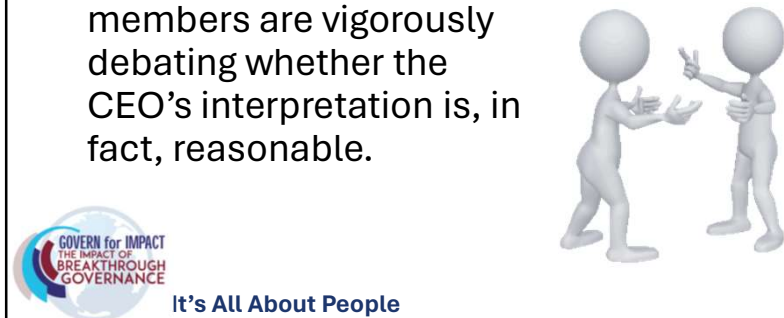 members are vigorously
debating whether the
CEO’s interpretation is, in
fact, reasonable.
GOVERN for IMPACT
THE IMPACT OF
BREAKTHROUGH
GOVERNANCE
It’s All About People